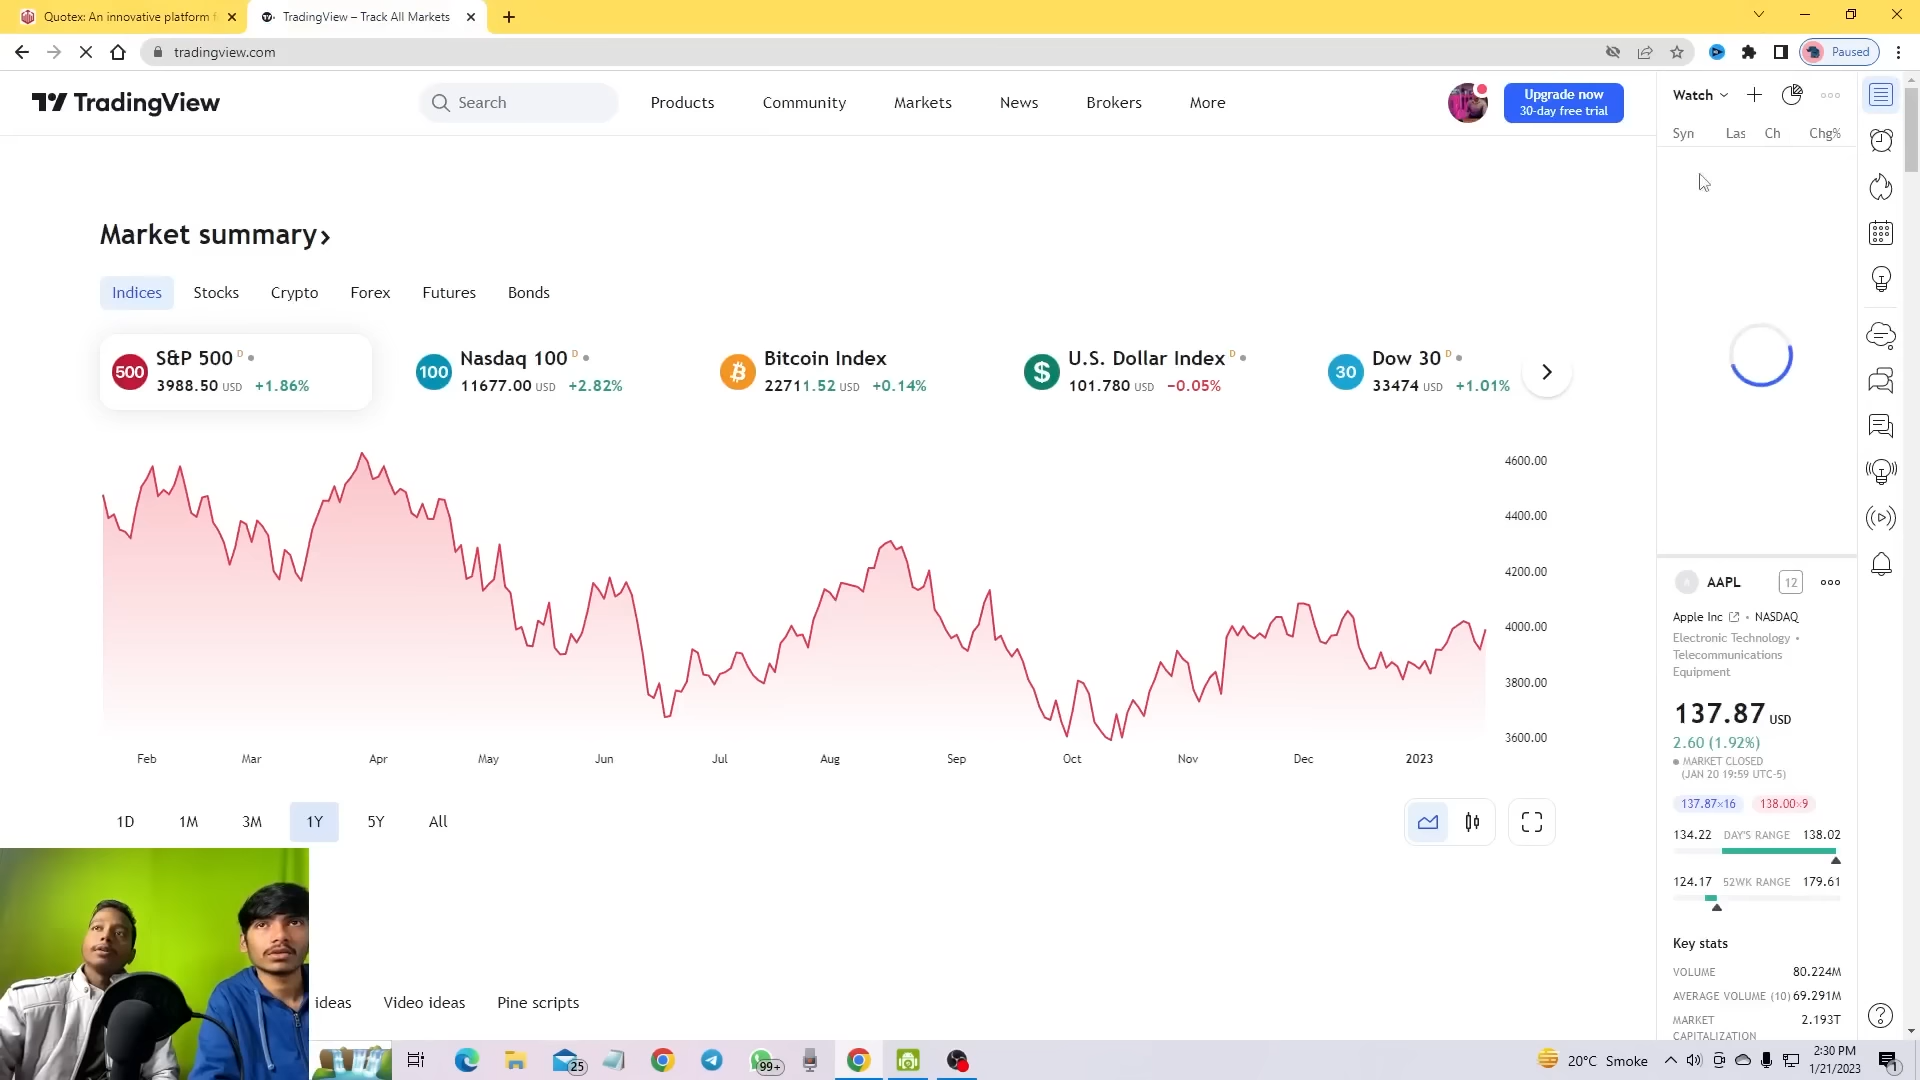 Quotex: An innovative platform f
TradingView – Track All Markets
tradingview.com
Paused
TradingView
Search
Products
Community
Markets
News
Brokers
More
Upgrade now
30-day free trial
Watch
Syn Las Ch Chg%
Market summary›
Indices Stocks Crypto Forex Futures Bonds
500 S&P 500 D
3988.50 USD +1.86%
100 Nasdaq 100 D
11677.00 USD +2.82%
Bitcoin Index
22711.52 USD +0.14%
$ U.S. Dollar Index D
101.780 USD −0.05%
30 Dow 30 D
33474 USD +1.01%
4600.00
4400.00
4200.00
4000.00
3800.00
3600.00
Feb Mar Apr May Jun Jul Aug Sep Oct Nov Dec 2023
1D 1M 3M 1Y 5Y All
ideas Video ideas Pine scripts
A AAPL 12
Apple Inc • NASDAQ
Electronic Technology •
Telecommunications
Equipment
137.87 USD
2.60 (1.92%)
MARKET CLOSED
(JAN 20 19:59 UTC-5)
137.87×16 138.00×9
134.22 DAY'S RANGE 138.02
124.17 52WK RANGE 179.61
Key stats
VOLUME 80.224M
AVERAGE VOLUME (10) 69.291M
MARKET 2.193T
CAPITALIZATION
25
99+
20°C Smoke
2:30 PM
1/21/2023
1